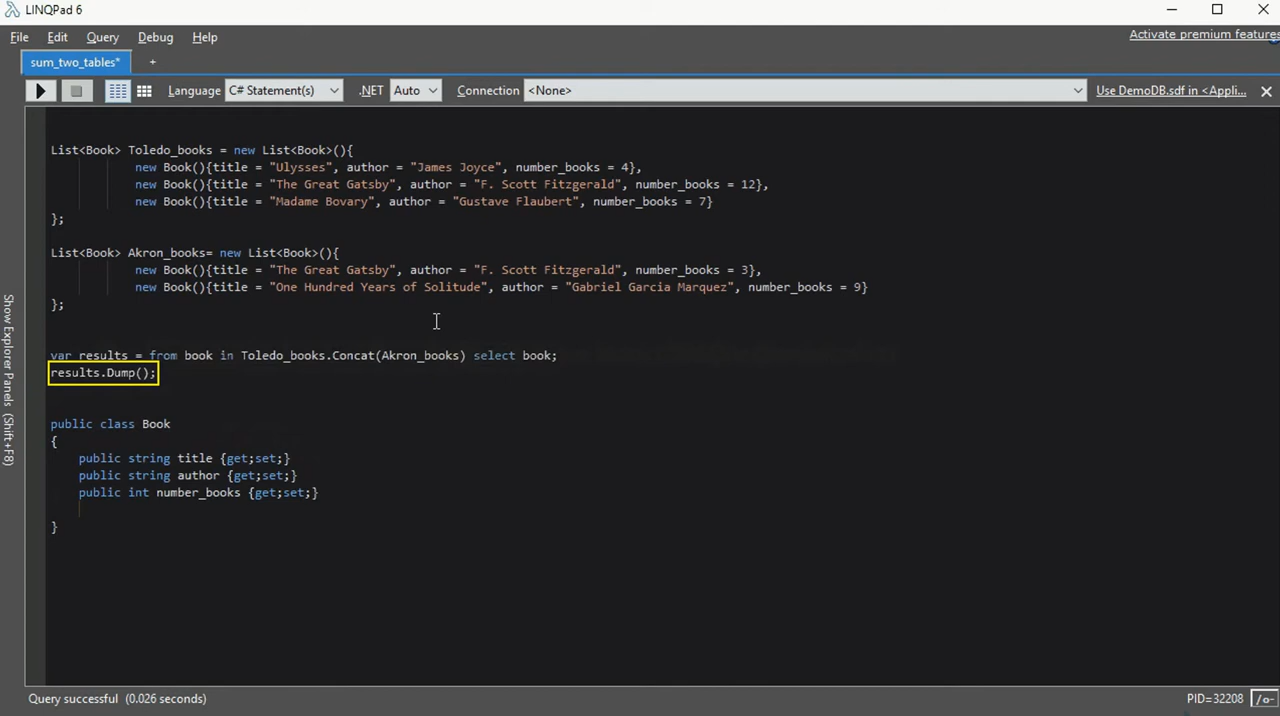 LINQPad 6
File Edit Query Debug Help Activate premium features
sum_two_tables* +
Language C# Statement(s) .NET Auto Connection <None> Use DemoDB.sdf in <Appli...
List<Book> Toledo_books = new List<Book>(){
new Book(){title = "Ulysses", author = "James Joyce", number_books = 4},
new Book(){title = "The Great Gatsby", author = "F. Scott Fitzgerald", number_books = 12},
new Book(){title = "Madame Bovary", author = "Gustave Flaubert", number_books = 7}
};
List<Book> Akron_books= new List<Book>(){
new Book(){title = "The Great Gatsby", author = "F. Scott Fitzgerald", number_books = 3},
new Book(){title = "One Hundred Years of Solitude", author = "Gabriel Garcia Marquez", number_books = 9}
};
var results = from book in Toledo_books.Concat(Akron_books) select book;
results.Dump();
public class Book
{
public string title {get;set;}
public string author {get;set;}
public int number_books {get;set;}
}
Show Explorer Panels (Shift+F8)
Query successful (0.026 seconds) PID=32208 /o-